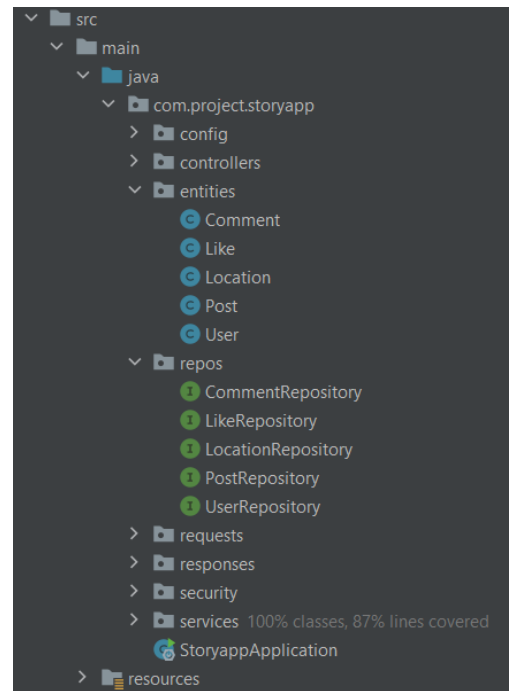 src
main
java
com.project.storyapp
config
controllers
entities
Comment
Like
Location
Post
User
repos
CommentRepository
LikeRepository
LocationRepository
PostRepository
UserRepository
requests
responses
security
services 100% classes, 87% lines covered
StoryappApplication
resources